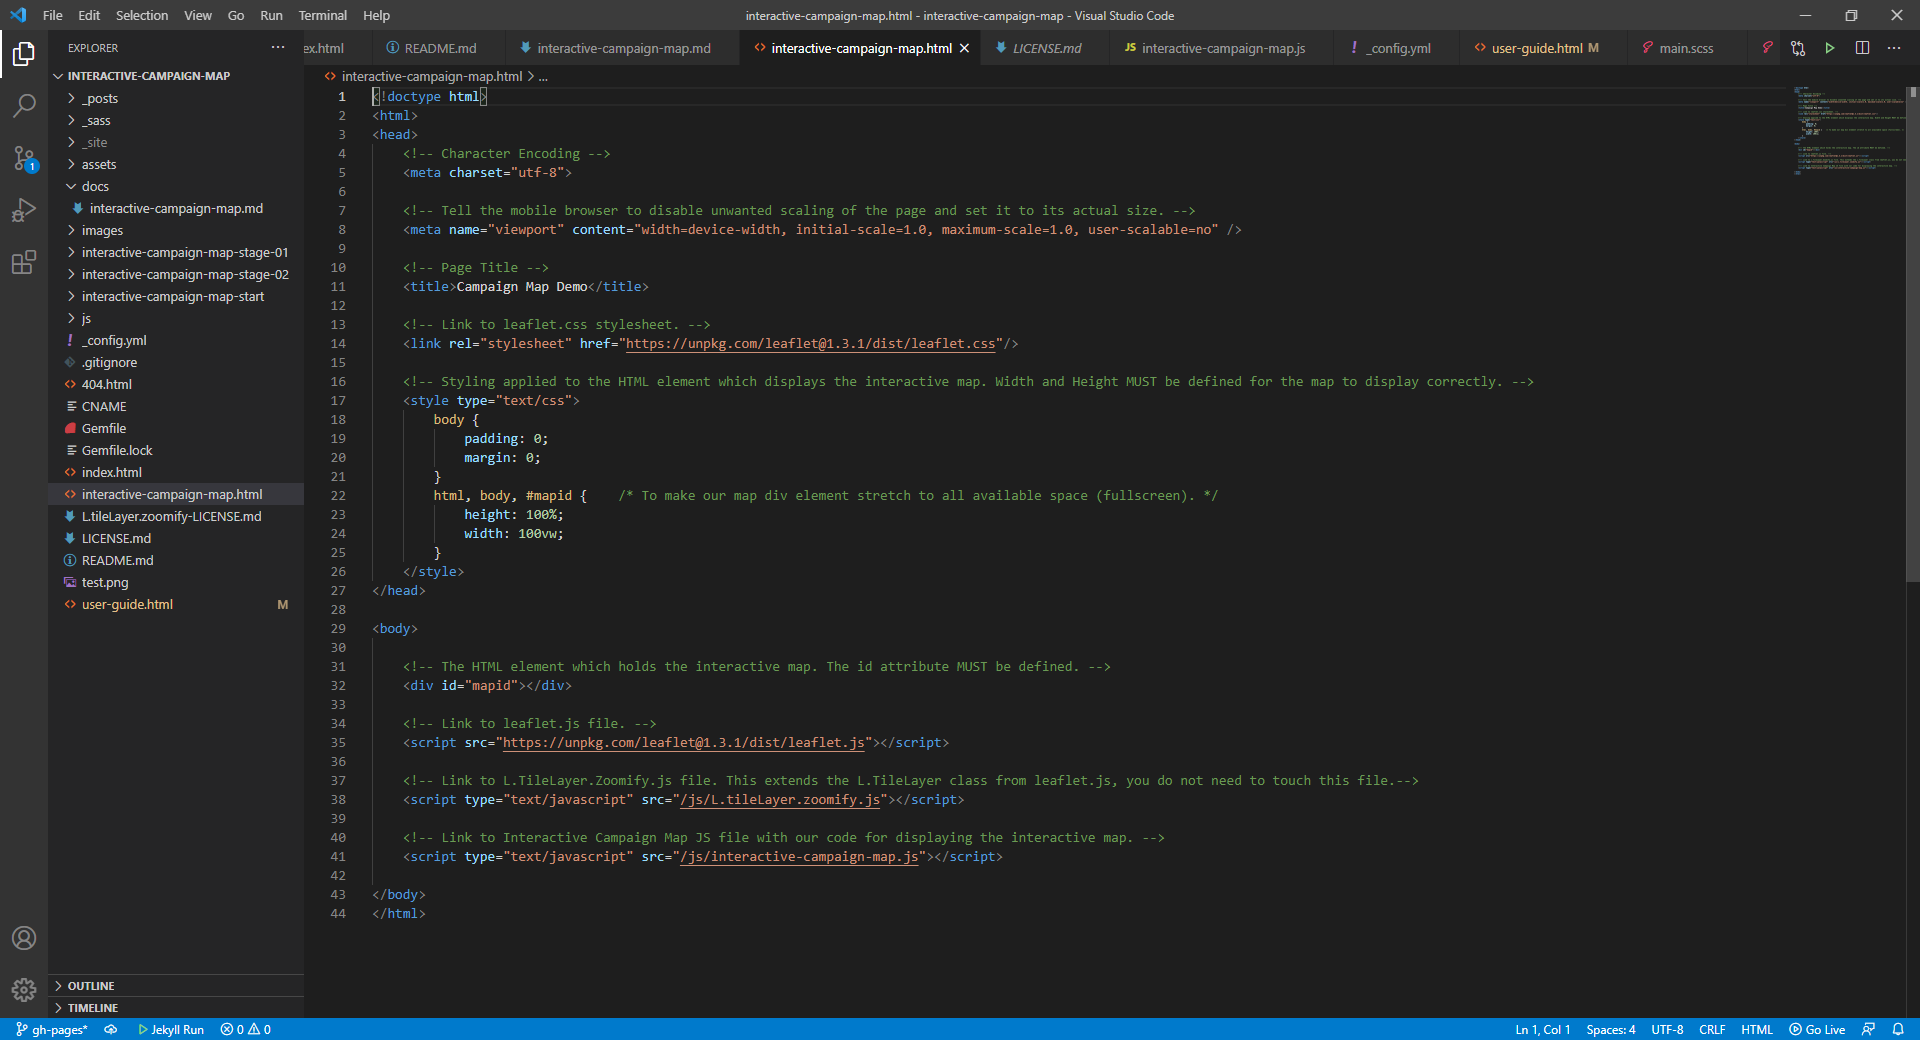 File Edit Selection View Go Run Terminal Help
interactive-campaign-map.html - interactive-campaign-map - Visual Studio Code
EXPLORER
INTERACTIVE-CAMPAIGN-MAP
_posts
_sass
_site
assets
docs
interactive-campaign-map.md
images
interactive-campaign-map-stage-01
interactive-campaign-map-stage-02
interactive-campaign-map-start
js
_config.yml
.gitignore
404.html
CNAME
Gemfile
Gemfile.lock
index.html
interactive-campaign-map.html
L.tileLayer.zoomify-LICENSE.md
LICENSE.md
README.md
test.png
user-guide.html M
OUTLINE
TIMELINE
1
ex.html README.md interactive-campaign-map.md interactive-campaign-map.html LICENSE.md JS interactive-campaign-map.js ! _config.yml user-guide.html M main.scss
interactive-campaign-map.html > ...
1 <!doctype html>
2 <html>
3 <head>
4 <!-- Character Encoding -->
5 <meta charset="utf-8">
6
7 <!-- Tell the mobile browser to disable unwanted scaling of the page and set it to its actual size. -->
8 <meta name="viewport" content="width=device-width, initial-scale=1.0, maximum-scale=1.0, user-scalable=no" />
9
10 <!-- Page Title -->
11 <title>Campaign Map Demo</title>
12
13 <!-- Link to leaflet.css stylesheet. -->
14 <link rel="stylesheet" href="https://unpkg.com/leaflet@1.3.1/dist/leaflet.css"/>
15
16 <!-- Styling applied to the HTML element which displays the interactive map. Width and Height MUST be defined for the map to display correctly. -->
17 <style type="text/css">
18 body {
19 padding: 0;
20 margin: 0;
21 }
22 html, body, #mapid { /* To make our map div element stretch to all available space (fullscreen). */
23 height: 100%;
24 width: 100vw;
25 }
26 </style>
27 </head>
28
29 <body>
30
31 <!-- The HTML element which holds the interactive map. The id attribute MUST be defined. -->
32 <div id="mapid"></div>
33
34 <!-- Link to leaflet.js file. -->
35 <script src="https://unpkg.com/leaflet@1.3.1/dist/leaflet.js"></script>
36
37 <!-- Link to L.TileLayer.Zoomify.js file. This extends the L.TileLayer class from leaflet.js, you do not need to touch this file.-->
38 <script type="text/javascript" src="/js/L.tileLayer.zoomify.js"></script>
39
40 <!-- Link to Interactive Campaign Map JS file with our code for displaying the interactive map. -->
41 <script type="text/javascript" src="/js/interactive-campaign-map.js"></script>
42
43 </body>
44 </html>
gh-pages* Jekyll Run 0 0 Ln 1, Col 1 Spaces: 4 UTF-8 CRLF HTML Go Live